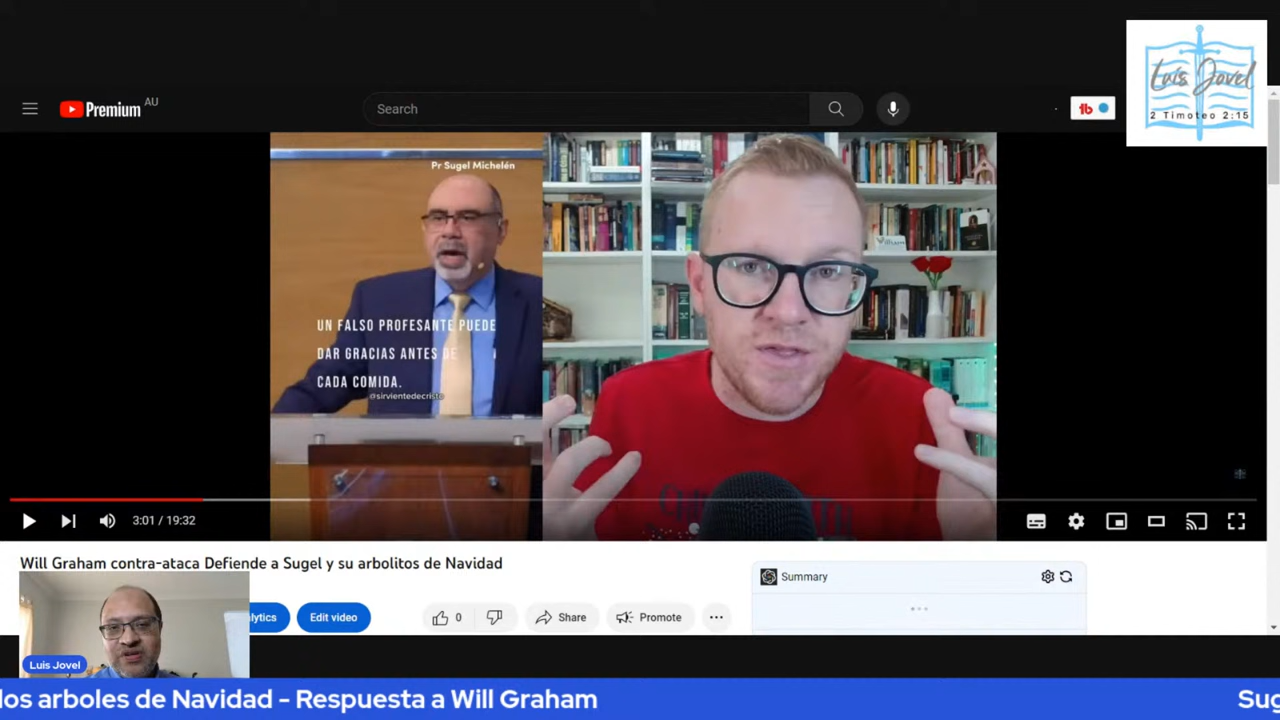 Luis Jovel
2 Timoteo 2:15
Premium AU
Search
tb
Pr Sugel Michelén
William
UN FALSO PROFESANTE PUEDE
DAR GRACIAS ANTES DE
CADA COMIDA.
@sirvientedecristo
3:01 / 19:32
Will Graham contra-ataca Defiende a Sugel y su arbolitos de Navidad
Summary
lytics
Edit video
0
Share
Promote
Luis Jovel
los arboles de Navidad - Respuesta a Will Graham
Sug